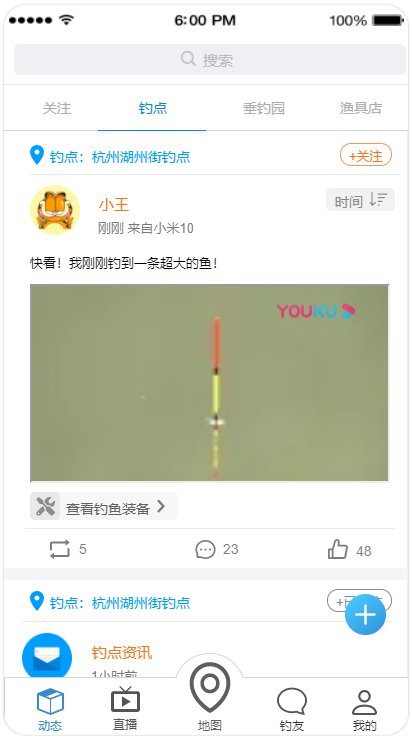 6:00 PM
100%
搜索
关注
钓点
垂钓园
渔具店
钓点：杭州湖州街钓点
+关注
小王
时间
刚刚 来自小米10
快看！我刚刚钓到一条超大的鱼！
YOUKU
查看钓鱼装备
5
23
48
钓点：杭州湖州街钓点
钓点资讯
1小时前
动态
直播
地图
钓友
我的